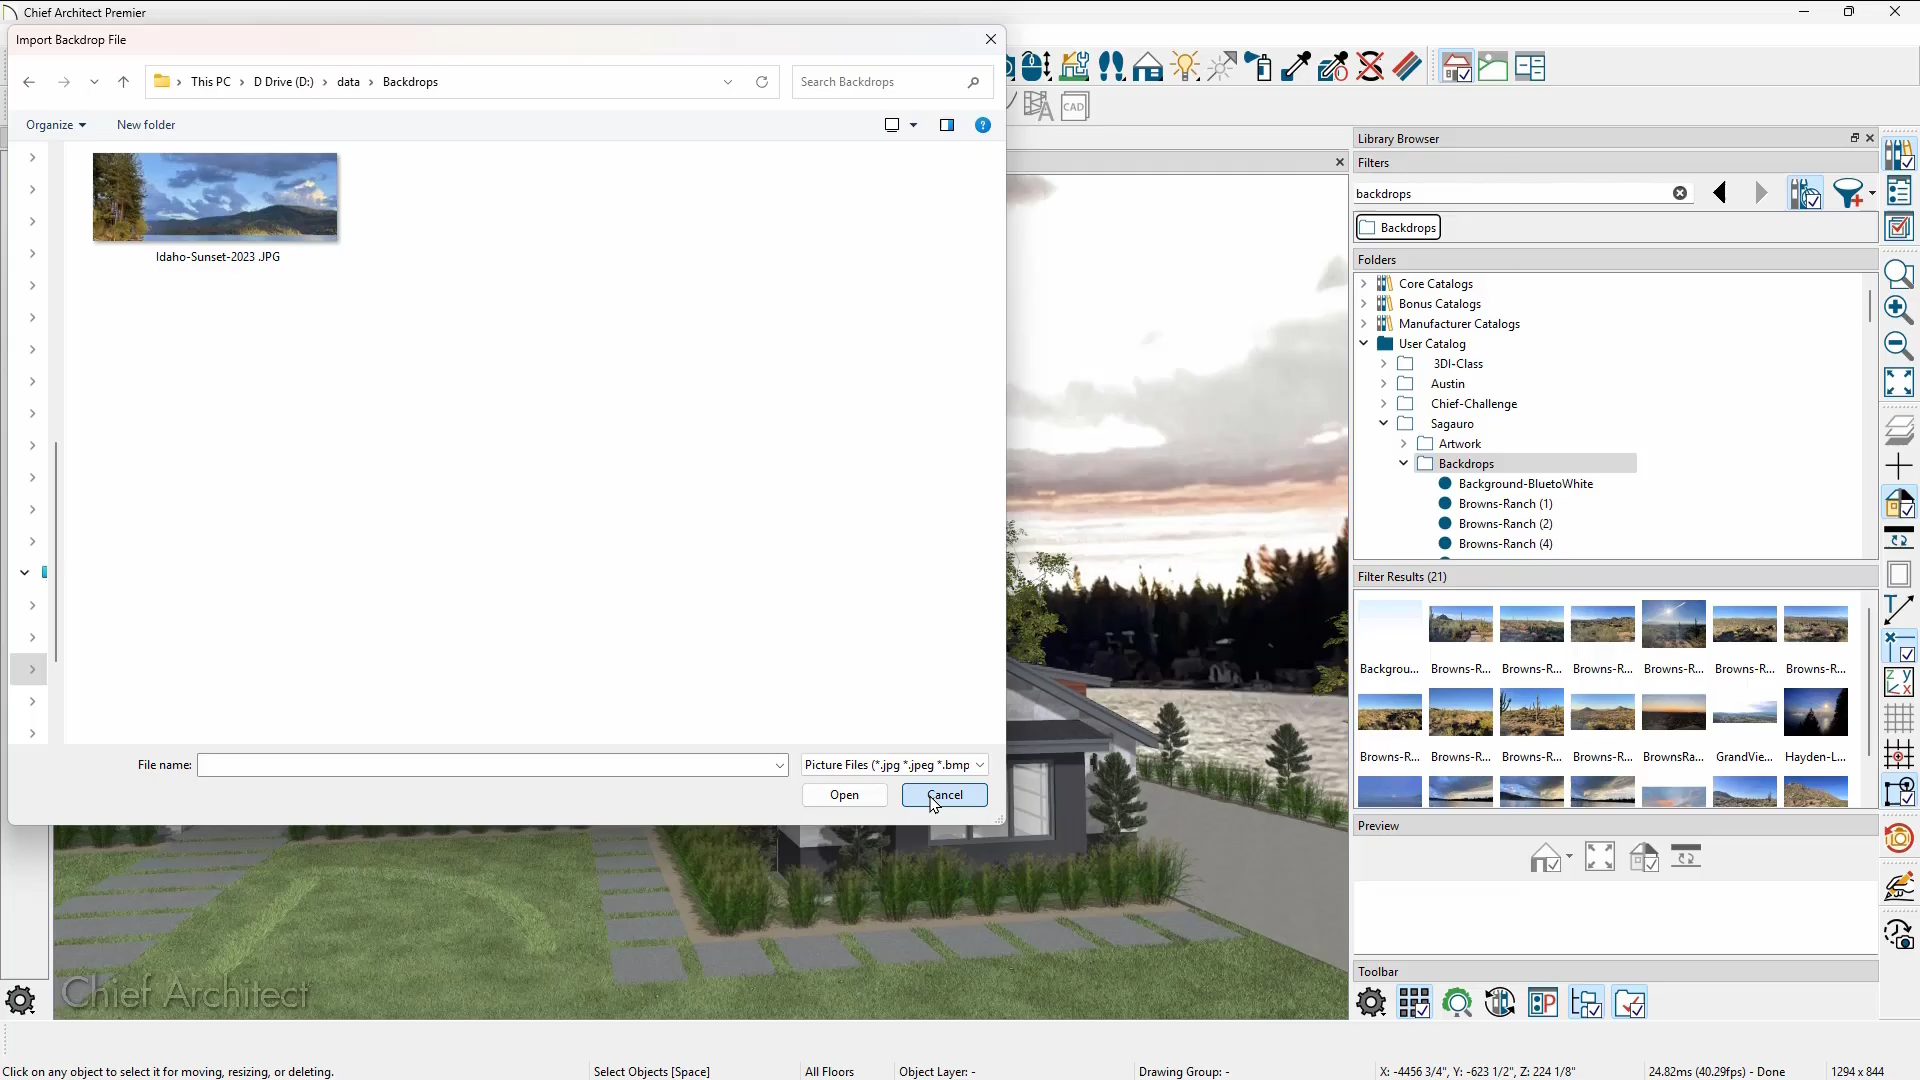 Chief Architect Premier
Import Backdrop File
This PC > D Drive (D:) > data > Backdrops
Search Backdrops
Organize
New folder
CAD
Idaho-Sunset-2023 .JPG
File name:
Picture Files (*.jpg *.jpeg *.bmp
Open
Cancel
Chief Architect
Library Browser
Filters
backdrops
Backdrops
Folders
Core Catalogs
Bonus Catalogs
Manufacturer Catalogs
User Catalog
3DI-Class
Austin
Chief-Challenge
Sagauro
Artwork
Backdrops
Background-BluetoWhite
Browns-Ranch (1)
Browns-Ranch (2)
Browns-Ranch (4)
Filter Results (21)
Backgrou... Browns-R... Browns-R... Browns-R... Browns-R... Browns-R... Browns-R...
Browns-R... Browns-R... Browns-R... Browns-R... BrownsRa... GrandVie... Hayden-L...
Preview
Toolbar
Click on any object to select it for moving, resizing, or deleting.
Select Objects [Space]
All Floors
Object Layer: -
Drawing Group: -
X: -4456 3/4", Y: -623 1/2", Z: 224 1/8"
24.82ms (40.29fps) - Done
1294 x 844